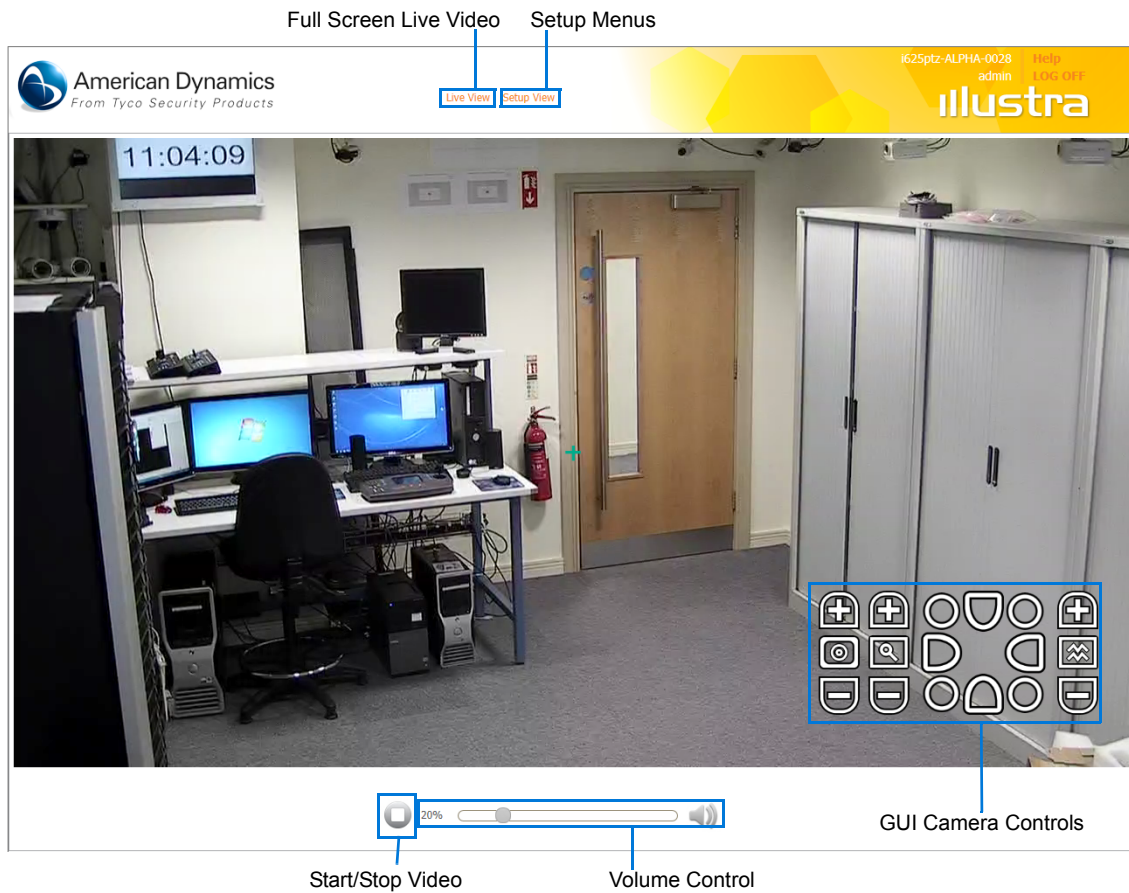 Full Screen Live Video
Setup Menus
American Dynamics
From Tyco Security Products
Live View
Setup View
i625ptz-ALPHA-0028
Help
admin
LOG OFF
illustra
11:04:09
20%
GUI Camera Controls
Start/Stop Video
Volume Control